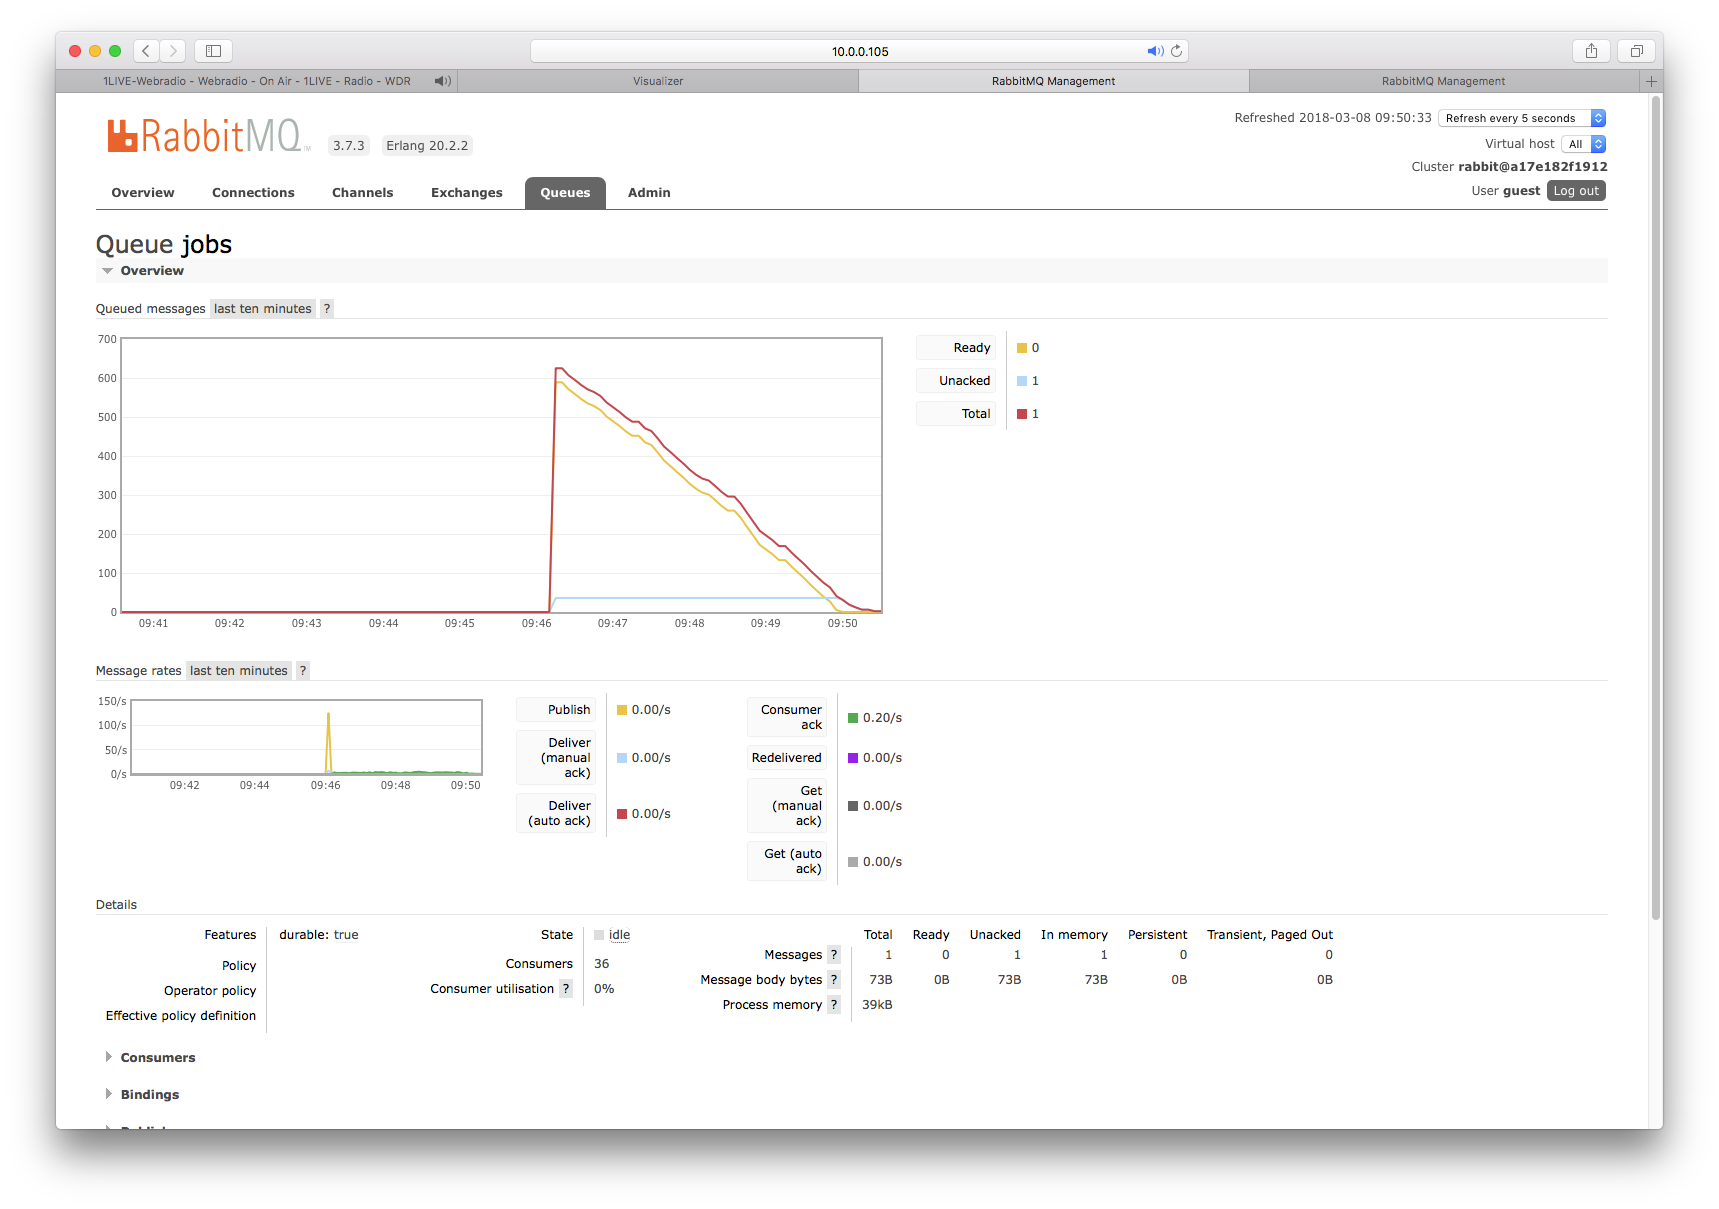 10.0.0.105
1LIVE-Webradio - Webradio - On Air - 1LIVE - Radio - WDR
Visualizer
RabbitMQ Management
RabbitMQ Management
RabbitMQ™
3.7.3
Erlang 20.2.2
Refreshed 2018-03-08 09:50:33
Refresh every 5 seconds
Virtual host All
Cluster rabbit@a17e182f1912
User guest Log out
Overview
Connections
Channels
Exchanges
Queues
Admin
Queue jobs
Overview
Queued messages last ten minutes ?
700
600
500
400
300
200
100
0
09:41 09:42 09:43 09:44 09:45 09:46 09:47 09:48 09:49 09:50
Ready 0
Unacked 1
Total 1
Message rates last ten minutes ?
150/s
100/s
50/s
0/s
09:42 09:44 09:46 09:48 09:50
Publish 0.00/s
Deliver
(manual 0.00/s
ack)
Deliver
(auto ack) 0.00/s
Consumer
ack 0.20/s
Redelivered 0.00/s
Get
(manual 0.00/s
ack)
Get (auto
ack) 0.00/s
Details
Features durable: true
Policy
Operator policy
Effective policy definition
State idle
Consumers 36
Consumer utilisation ? 0%
Total Ready Unacked In memory Persistent Transient, Paged Out
Messages ? 1 0 1 1 0 0
Message body bytes ? 73B 0B 73B 73B 0B 0B
Process memory ? 39kB
Consumers
Bindings